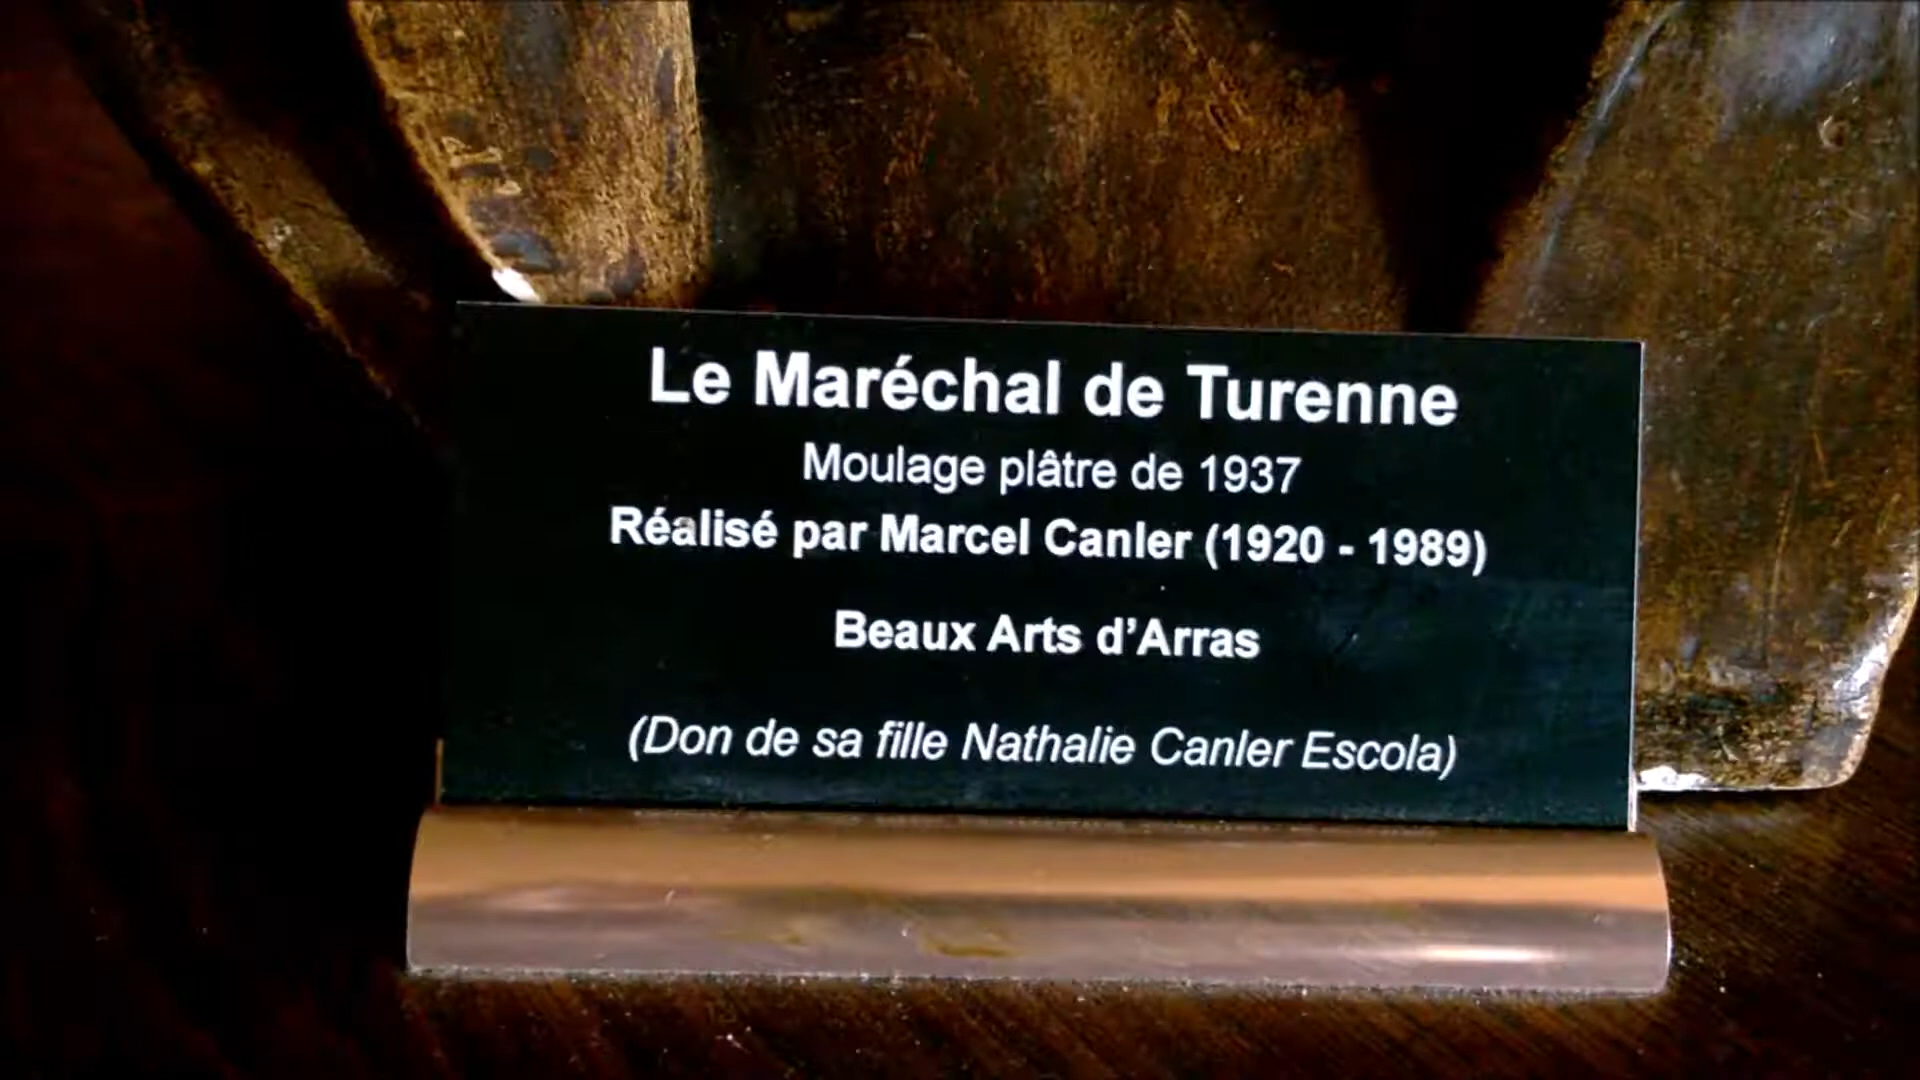 Le Maréchal de Turenne
Moulage plâtre de 1937
Réalisé par Marcel Canler (1920 - 1989)
Beaux Arts d’Arras
(Don de sa fille Nathalie Canler Escola)